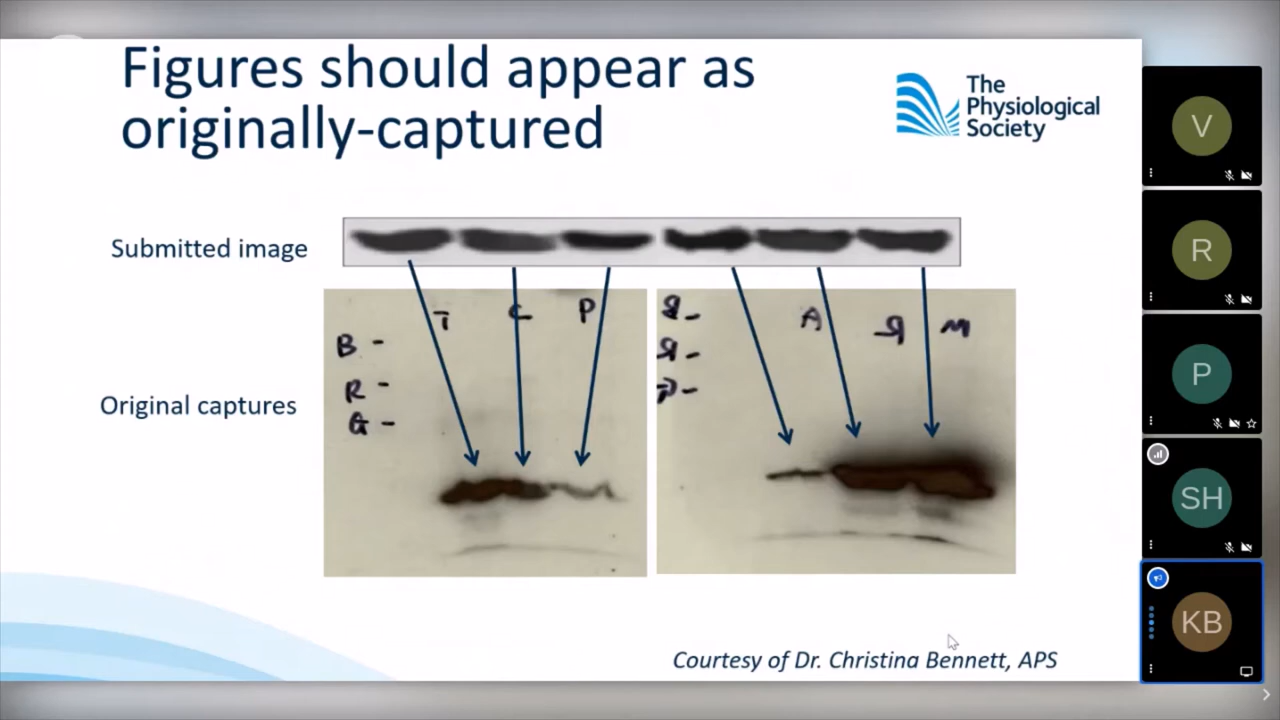 Figures should appear as
originally-captured
The
Physiological
Society
Submitted image
Original captures
T C P
B -
R -
G -
A R M
Courtesy of Dr. Christina Bennett, APS
V
R
P
SH
KB